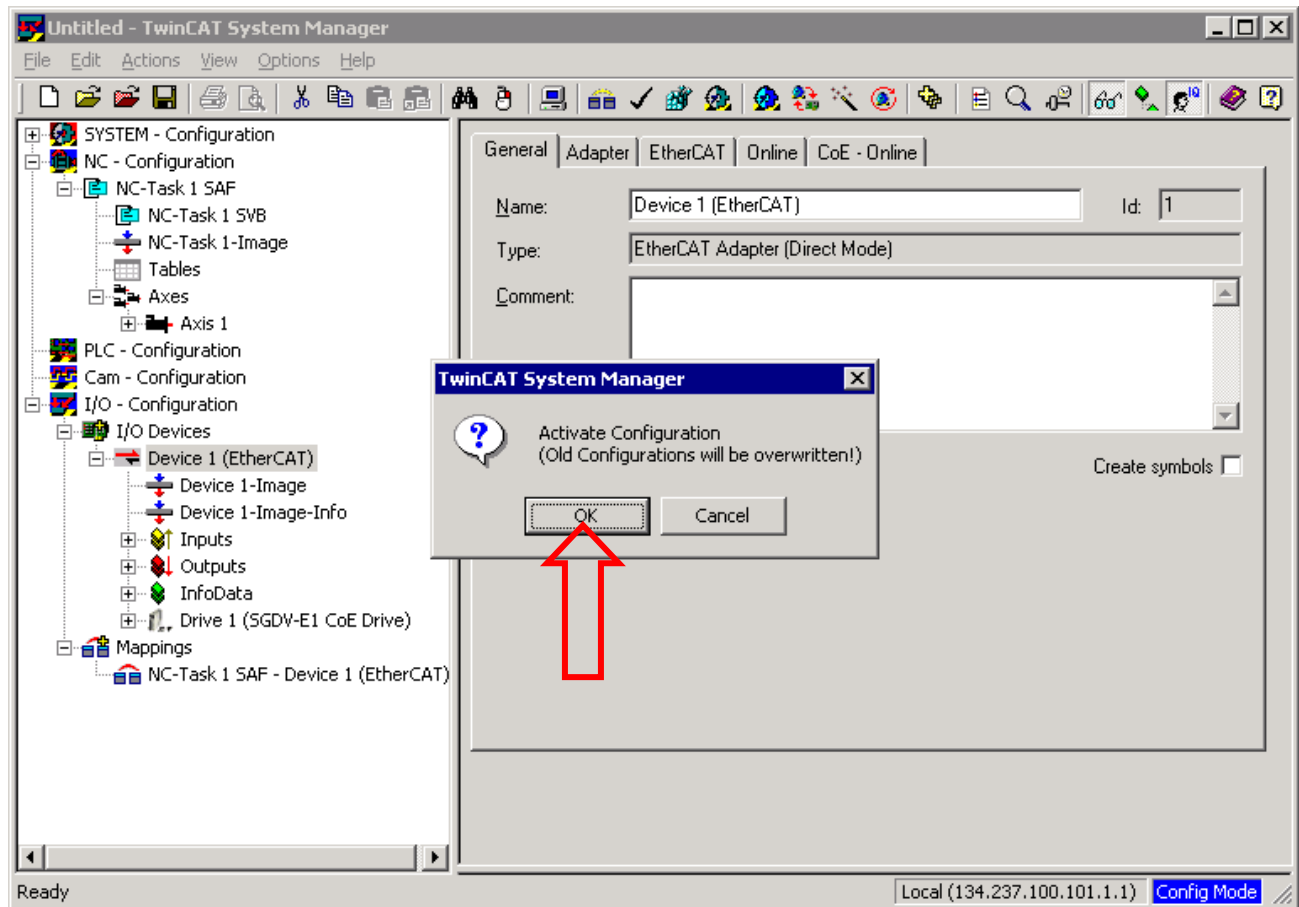 Untitled - TwinCAT System Manager
File Edit Actions View Options Help
SYSTEM - Configuration
NC - Configuration
NC-Task 1 SAF
NC-Task 1 SVB
NC-Task 1-Image
Tables
Axes
Axis 1
PLC - Configuration
Cam - Configuration
I/O - Configuration
I/O Devices
Device 1 (EtherCAT)
Device 1-Image
Device 1-Image-Info
Inputs
Outputs
InfoData
Drive 1 (SGDV-E1 CoE Drive)
Mappings
NC-Task 1 SAF - Device 1 (EtherCAT)
General Adapter EtherCAT Online CoE - Online
Name: Device 1 (EtherCAT) Id: 1
Type: EtherCAT Adapter (Direct Mode)
Comment:
Create symbols
TwinCAT System Manager
Activate Configuration
(Old Configurations will be overwritten!)
OK Cancel
Ready Local (134.237.100.101.1.1) Config Mode